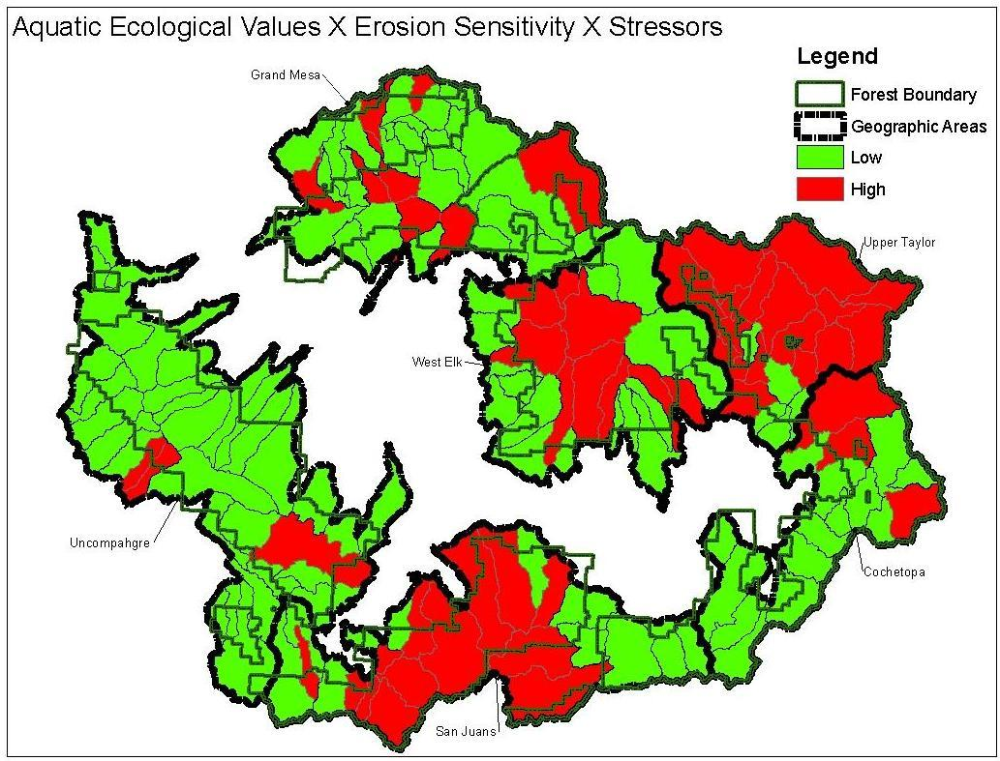 Aquatic Ecological Values X Erosion Sensitivity X Stressors
Legend
Forest Boundary
Geographic Areas
Low
High
Grand Mesa
Upper Taylor
West Elk
Uncompahgre
Cochetopa
San Juans